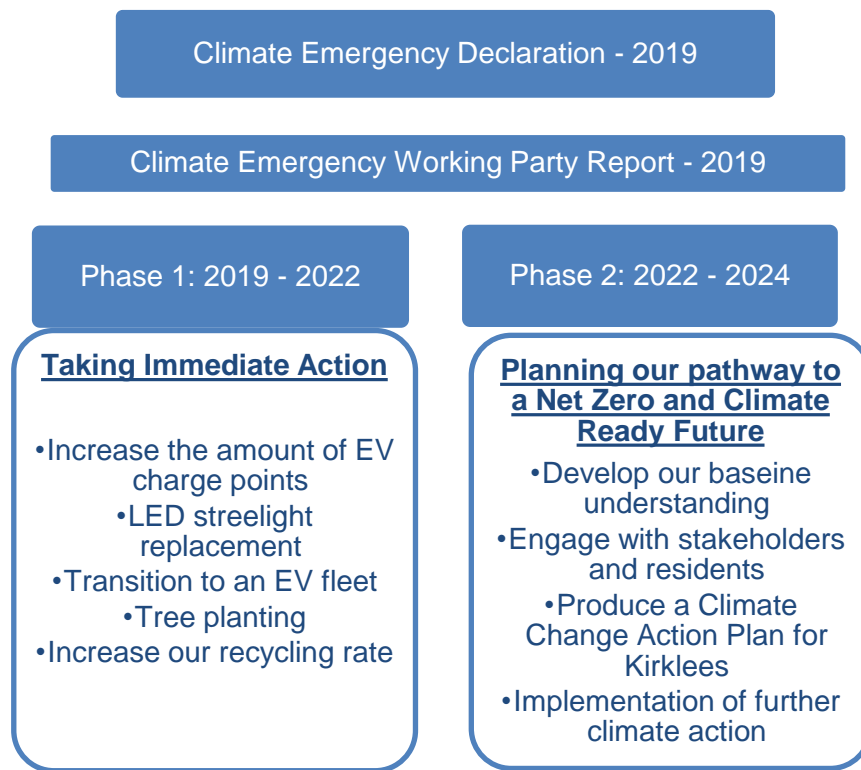 Climate Emergency Declaration - 2019
Climate Emergency Working Party Report - 2019
Phase 1: 2019 - 2022
Taking Immediate Action
•Increase the amount of EV
charge points
•LED streelight
replacement
•Transition to an EV fleet
•Tree planting
•Increase our recycling rate
Phase 2: 2022 - 2024
Planning our pathway to
a Net Zero and Climate
Ready Future
•Develop our baseine
understanding
•Engage with stakeholders
and residents
•Produce a Climate
Change Action Plan for
Kirklees
•Implementation of further
climate action